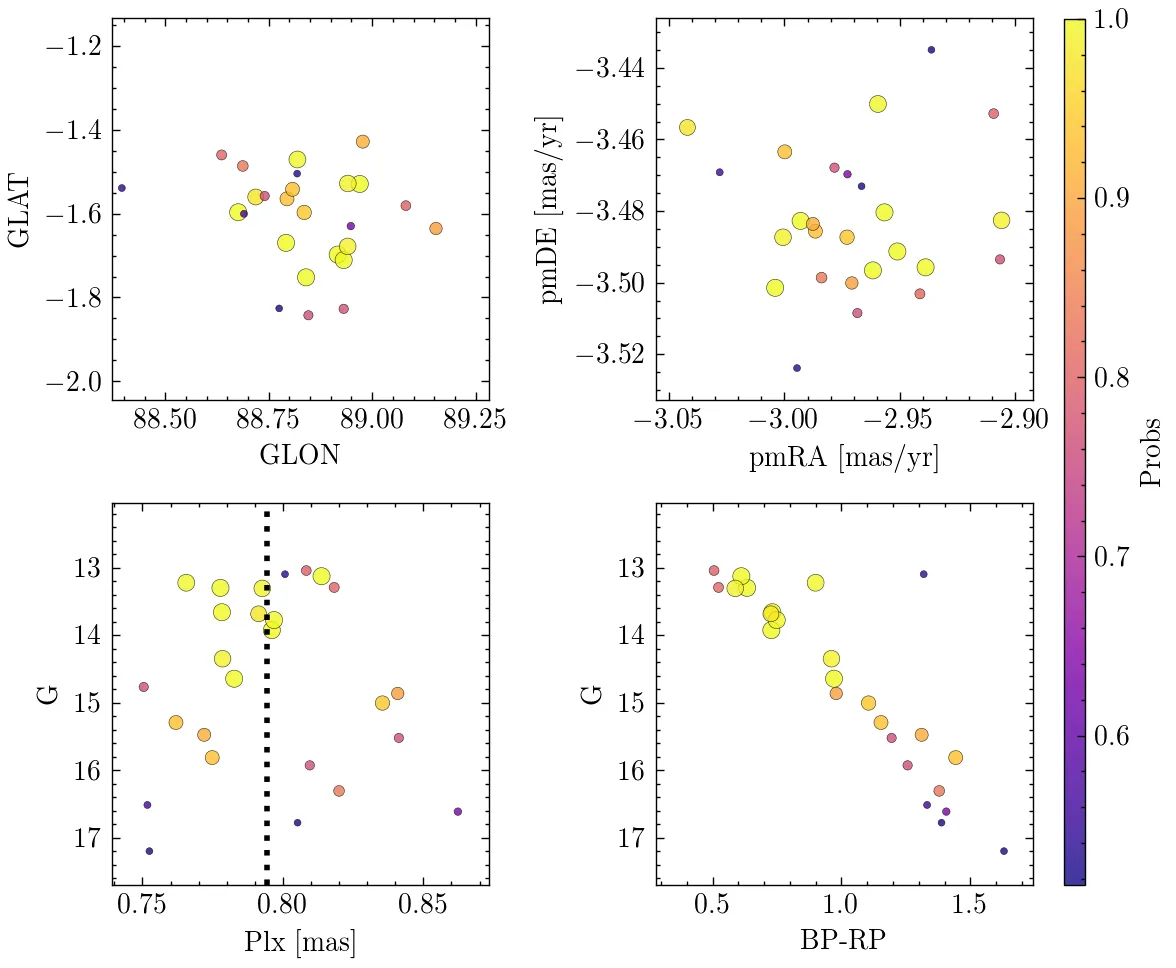 −1.2
−1.4
−1.6
−1.8
−2.0
GLAT
88.50 88.75 89.00 89.25
GLON
−3.44
−3.46
−3.48
−3.50
−3.52
pmDE [mas/yr]
−3.05 −3.00 −2.95 −2.90
pmRA [mas/yr]
13
14
15
16
17
G
0.75 0.80 0.85
Plx [mas]
13
14
15
16
17
G
0.5 1.0 1.5
BP-RP
1.0
0.9
0.8
0.7
0.6
Probs